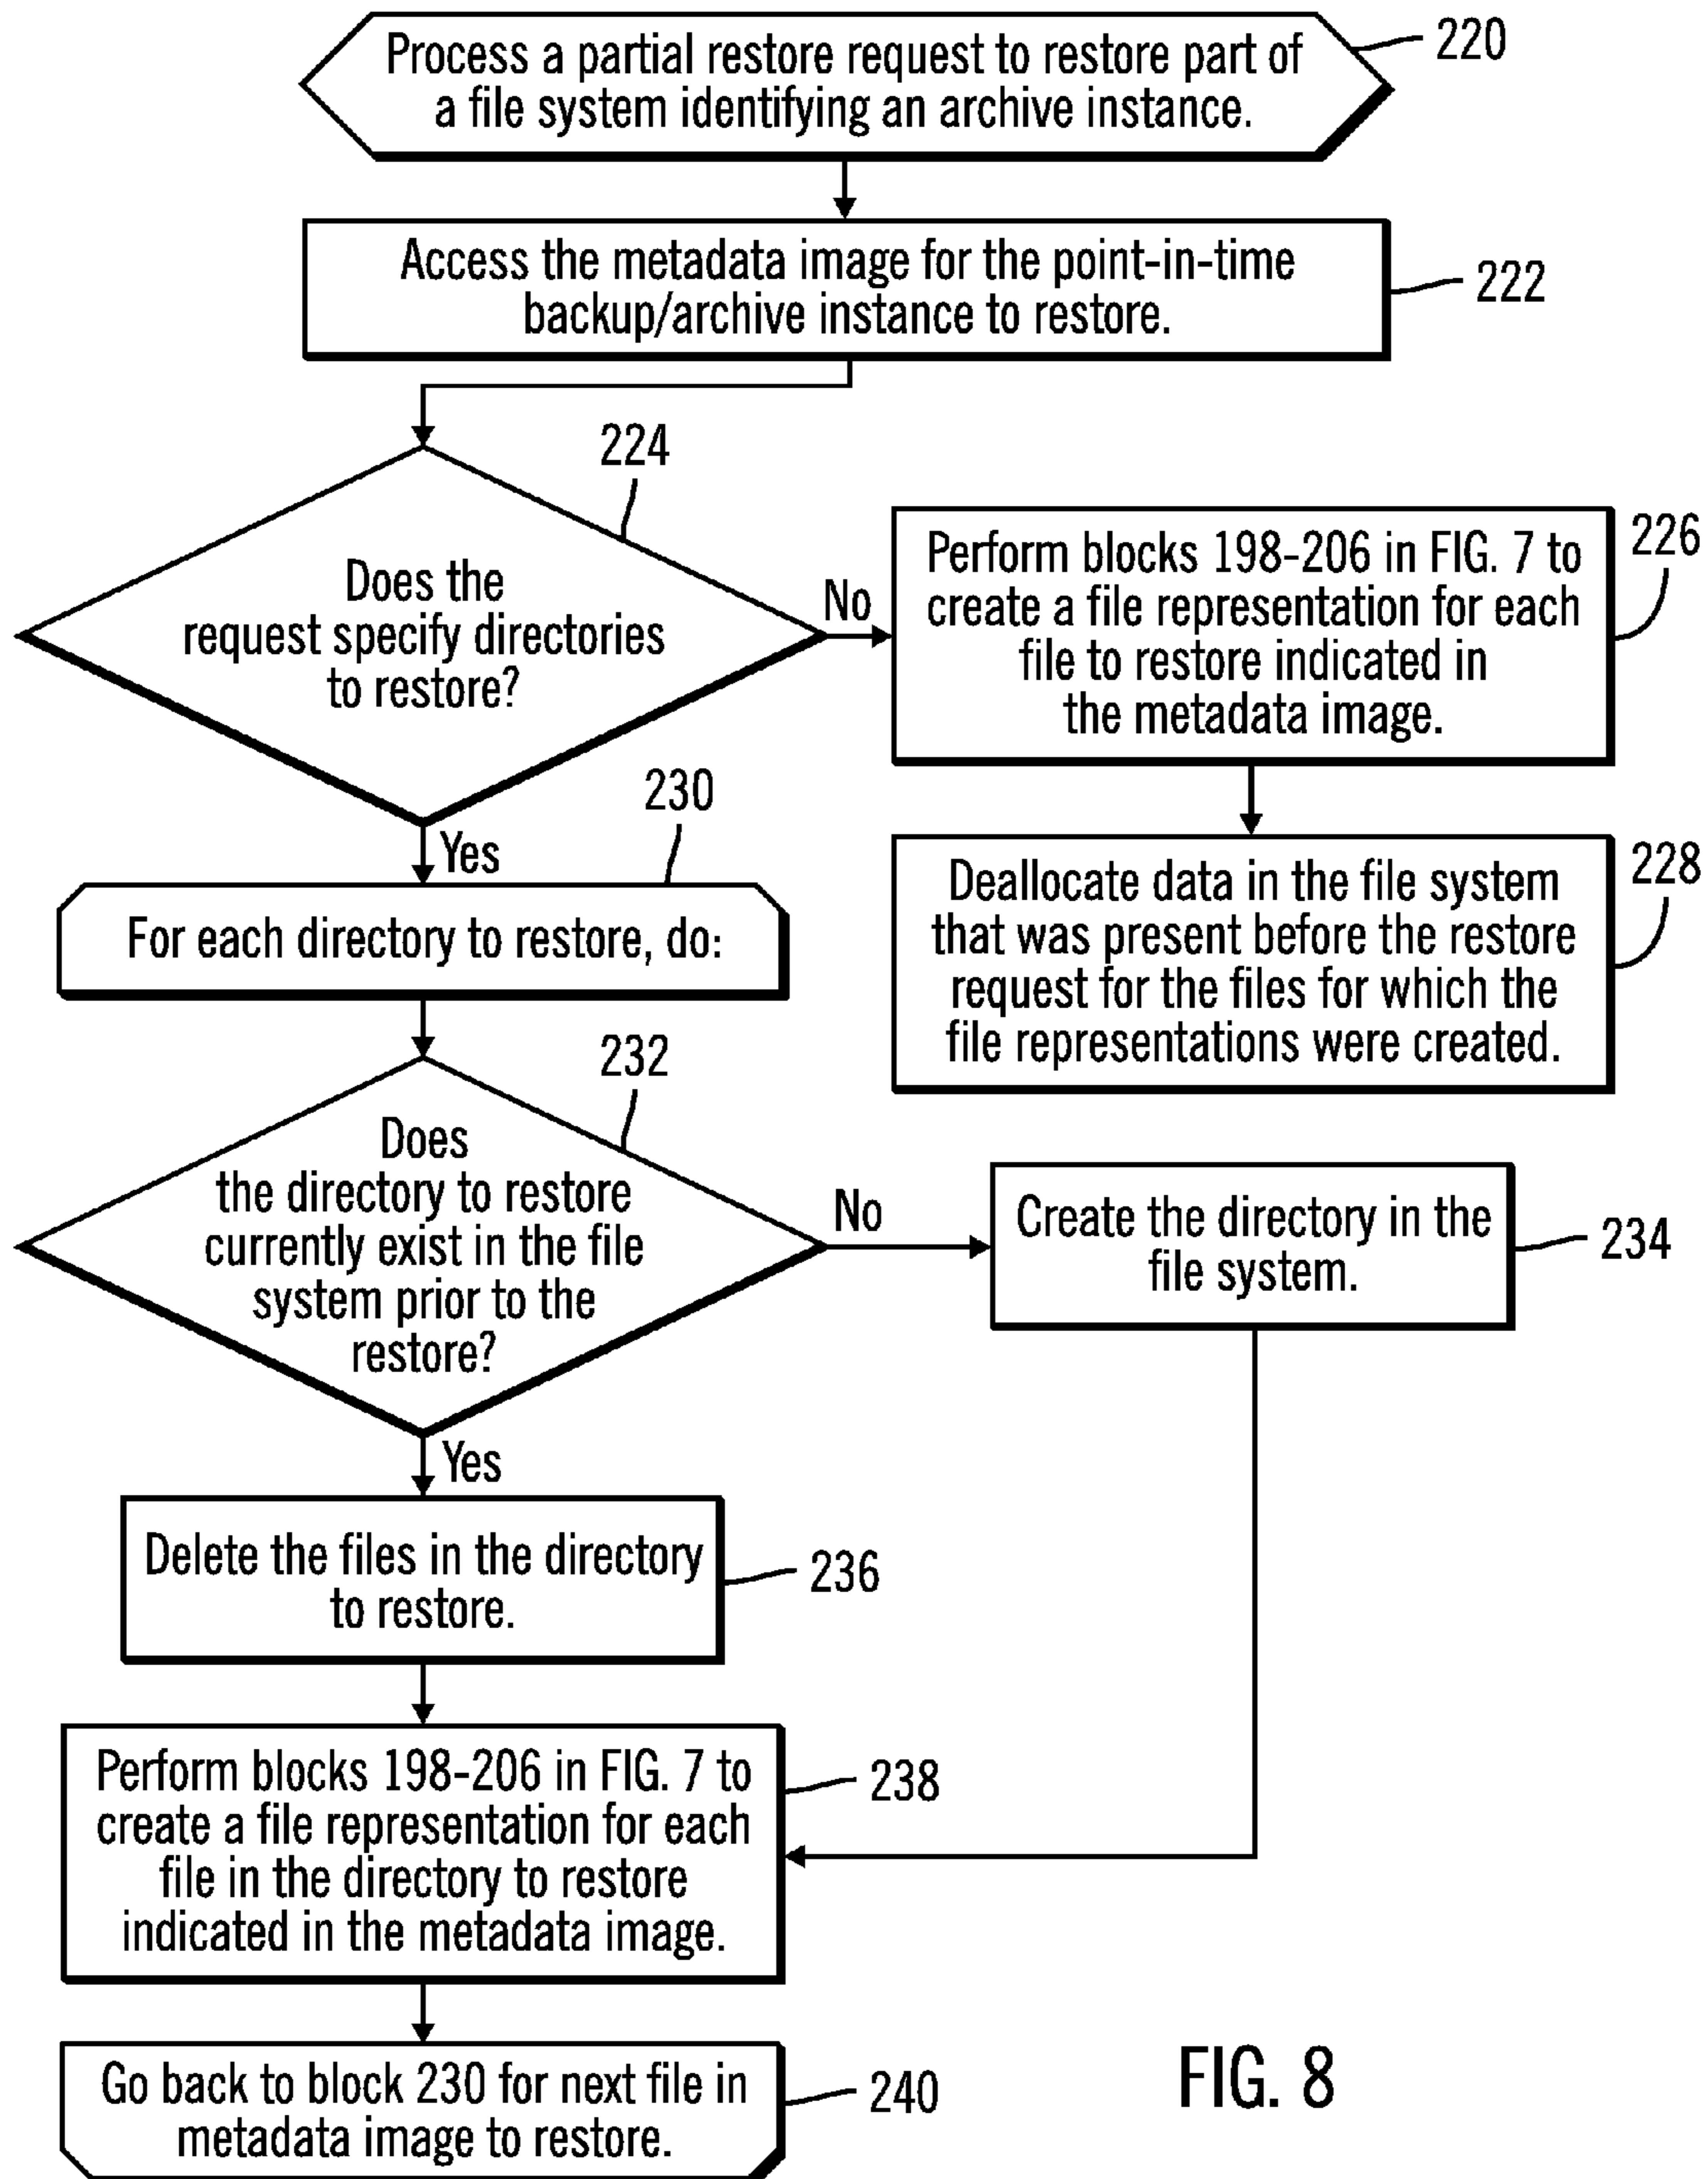 Process a partial restore request to restore part of
a file system identifying an archive instance.
220
Access the metadata image for the point-in-time
backup/archive instance to restore.
222
224
Does the
request specify directories
to restore?
No
Perform blocks 198-206 in FIG. 7 to
create a file representation for each
file to restore indicated in
the metadata image.
226
Deallocate data in the file system
that was present before the restore
request for the files for which the
file representations were created.
228
Yes
230
For each directory to restore, do:
232
Does
the directory to restore
currently exist in the file
system prior to the
restore?
No
Create the directory in the
file system.
234
Yes
Delete the files in the directory
to restore.
236
Perform blocks 198-206 in FIG. 7 to
create a file representation for each
file in the directory to restore
indicated in the metadata image.
238
Go back to block 230 for next file in
metadata image to restore.
240
FIG. 8